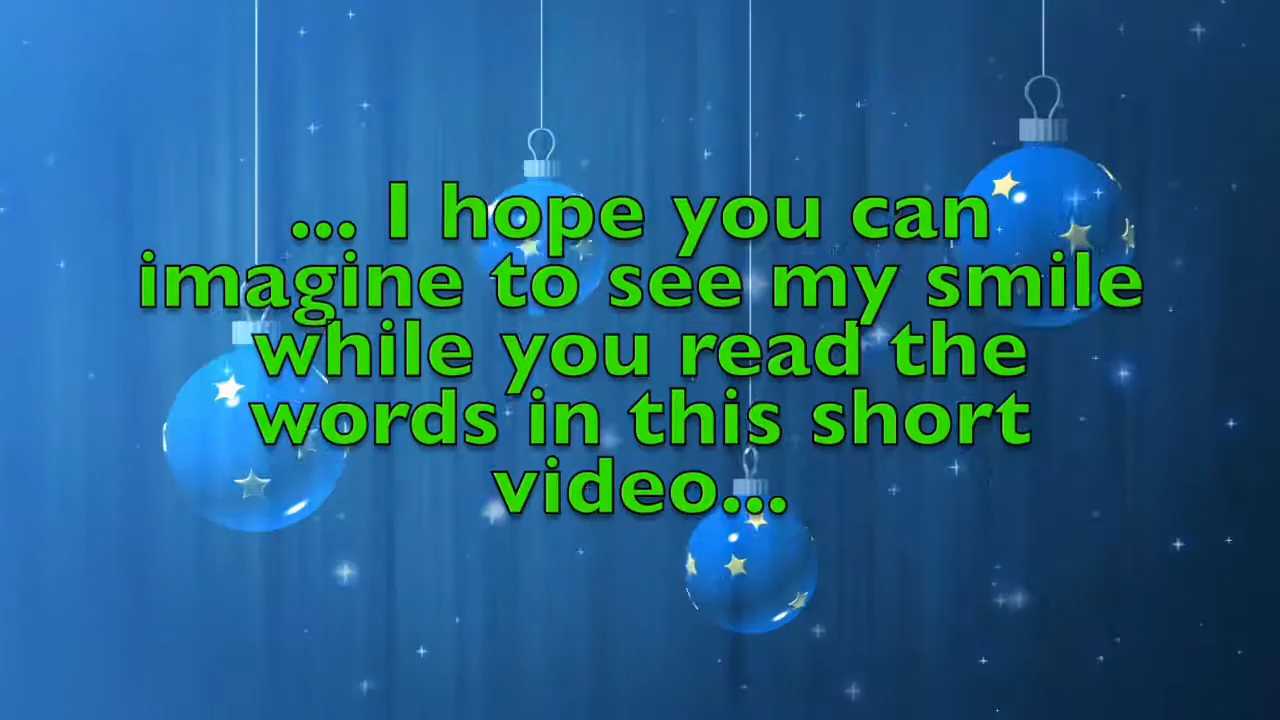 ... I hope you can
imagine to see my smile
while you read the
words in this short
video...